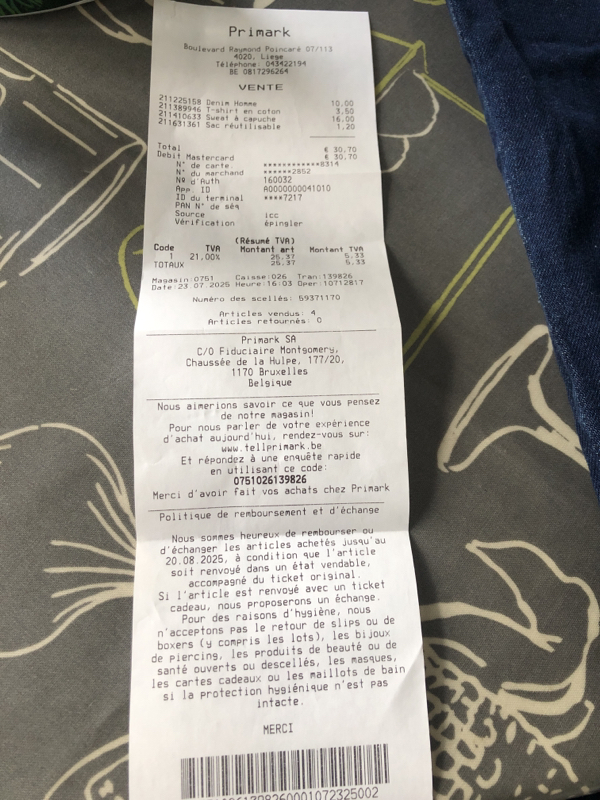 Primark
Boulevard Raymond Poincaré 07/113
4020, Liege
Téléphone: 043422194
BE 0817296264
VENTE
211225158 Denim Homme 10.00
211389946 T-shirt en coton 3.50
211410633 Sweat à capuche 16.00
211631361 Sac réutilisable 1.20
Total € 30,70
Debit Mastercard € 30,70
N° de carte ************8314
N° du marchand ******2852
Nº d'Auth 160032
App. ID A0000000041010
ID du terminal ****7217
PAN N° de séq
Source icc
Vérification épingler
(Résumé TVA)
Code TVA Montant art Montant TVA
1 21,00% 25.37 5.33
TOTAUX 25.37 5.33
Magasin:0751 Caisse:026 Tran:139826
Date:23 07 2025 Heure:16:03 Oper:10712817
Numéro des scellés: 59371170
Articles vendus: 4
Articles retournés: 0
Primark SA
C/O Fiduciaire Montgomery,
Chaussée de la Hulpe, 177/20,
1170 Bruxelles
Belgique
Nous aimerions savoir ce que vous pensez
de notre magasin!
Pour nous parler de votre expérience
d'achat aujourd'hui, rendez-vous sur:
www.tellprimark.be
Et répondez à une enquête rapide
en utilisant ce code:
0751026139826
Merci d'avoir fait vos achats chez Primark
Politique de remboursement et d'échange
Nous sommes heureux de rembourser ou
d'échanger les articles achetés jusqu'au
20.08.2025, à condition que l'article
soit renvoyé dans un état vendable,
accompagné du ticket original.
Si l'article est renvoyé avec un ticket
cadeau, nous proposerons un échange.
Pour des raisons d'hygiène, nous
n'acceptons pas le retour de slips ou de
boxers (y compris les lots), les bijoux
de piercing, les produits de beauté ou de
santé ouverts ou descellés, les masques,
les cartes cadeaux ou les maillots de bain
si la protection hygiénique n'est pas
intacte.
MERCI